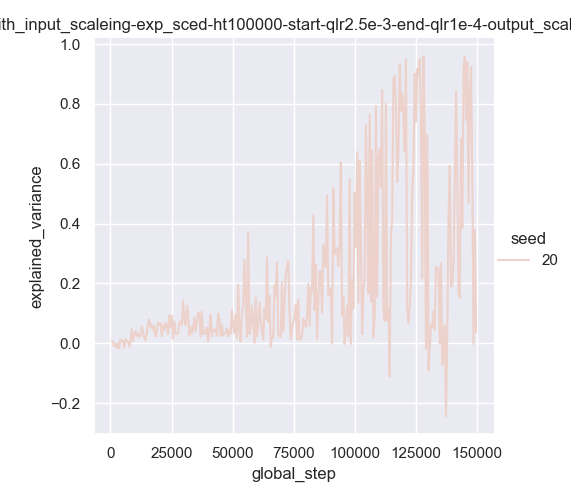 ith_input_scaleing-exp_sced-ht100000-start-qlr2.5e-3-end-qlr1e-4-output_scal
1.0
0.8
0.6
0.4
0.2
0.0
−0.2
explained_variance
seed
20
0 25000 50000 75000 100000 125000 150000
global_step